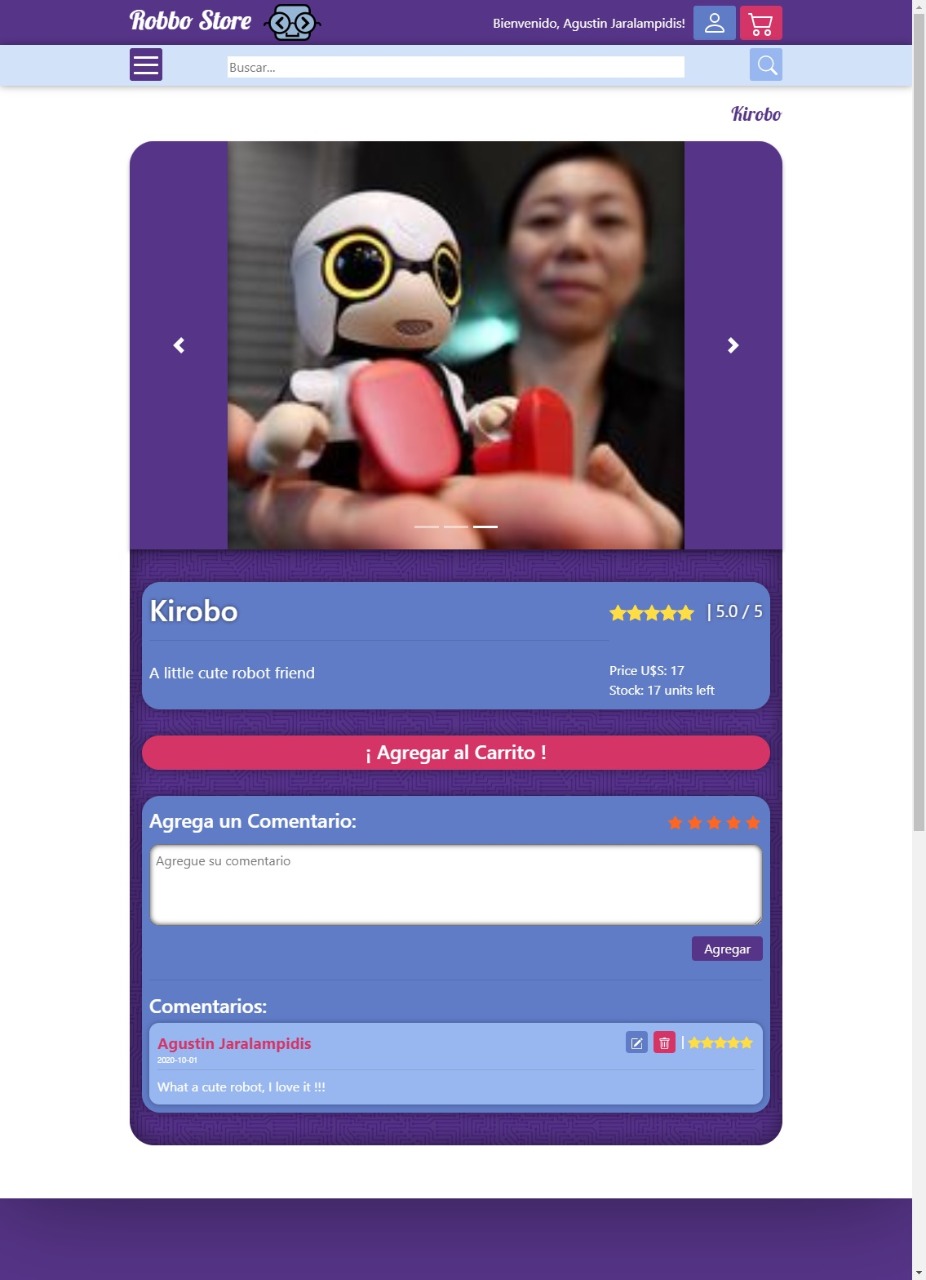 Robbo Store
Bienvenido, Agustin Jaralampidis!
Buscar...
Kirobo
Kirobo
| 5.0 / 5
A little cute robot friend
Price U$S: 17
Stock: 17 units left
¡ Agregar al Carrito !
Agrega un Comentario:
Agregue su comentario
Agregar
Comentarios:
Agustin Jaralampidis
|
2020-10-01
What a cute robot, I love it !!!